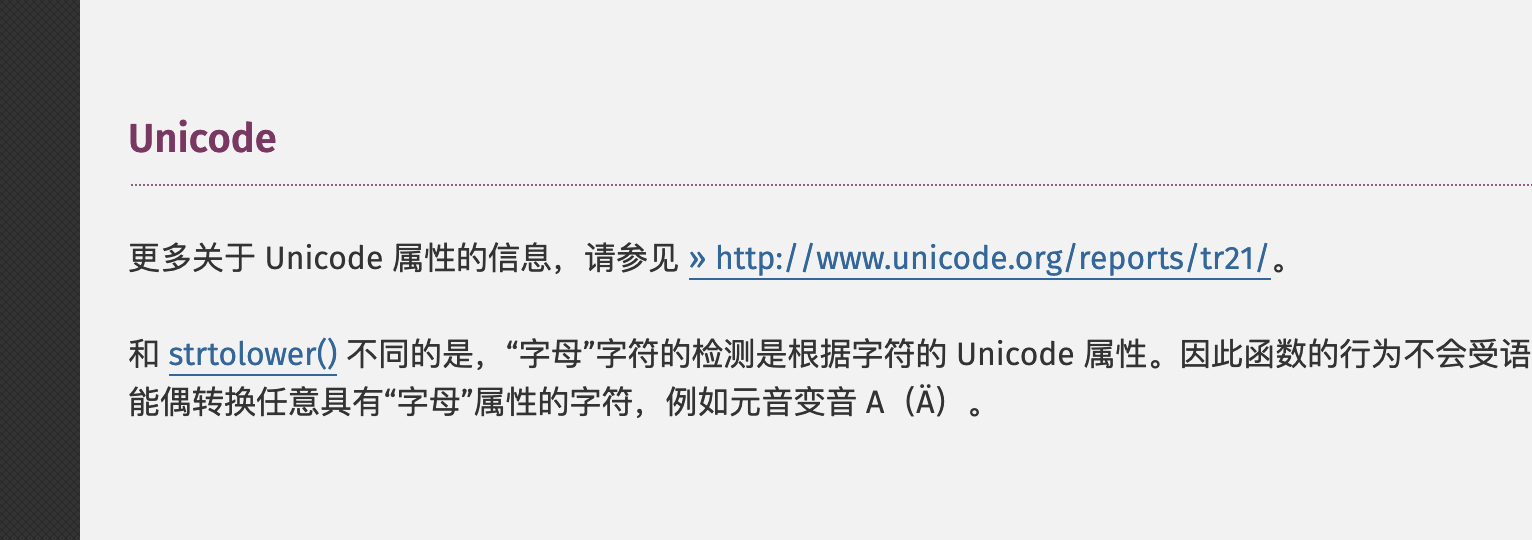 Unicode
更多关于 Unicode 属性的信息，请参见 » http://www.unicode.org/reports/tr21/。
和 strtolower() 不同的是，“字母”字符的检测是根据字符的 Unicode 属性。因此函数的行为不会受语
能偶转换任意具有“字母”属性的字符，例如元音变音 A（Ä）。